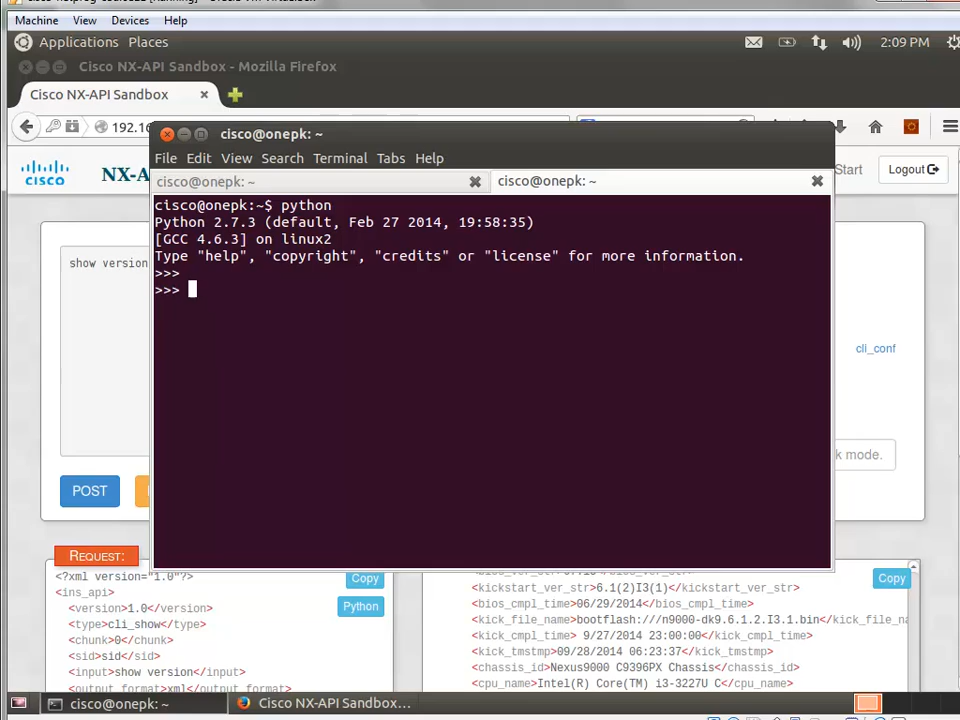 Machine View Devices Help
Applications Places 2:09 PM
Cisco NX-API Sandbox - Mozilla Firefox
Cisco NX-API Sandbox
192.16
cisco@onepk: ~
File Edit View Search Terminal Tabs Help
CISCO NX-A Start Logout
cisco@onepk: ~ cisco@onepk: ~
cisco@onepk:~$ python
Python 2.7.3 (default, Feb 27 2014, 19:58:35)
[GCC 4.6.3] on linux2
Type "help", "copyright", "credits" or "license" for more information.
>>>
>>>
show version
cli_conf
k mode.
POST
REQUEST:
<?xml version="1.0"?>
<ins_api>
<version>1.0</version>
<type>cli_show</type>
<chunk>0</chunk>
<sid>sid</sid>
<input>show version</input>
<output_format>xml</output_format>
Copy
Python
Copy
<kickstart_ver_str>6.1(2)I3(1)</kickstart_ver_str>
<bios_cmpl_time>06/29/2014</bios_cmpl_time>
<kick_file_name>bootflash:///n9000-dk9.6.1.2.I3.1.bin</kick_file_na
<kick_cmpl_time> 9/27/2014 23:00:00</kick_cmpl_time>
<kick_tmstmp>09/28/2014 06:23:37</kick_tmstmp>
<chassis_id>Nexus9000 C9396PX Chassis</chassis_id>
<cpu_name>Intel(R) Core(TM) i3-3227U C</cpu_name>
cisco@onepk: ~ Cisco NX-API Sandbox...